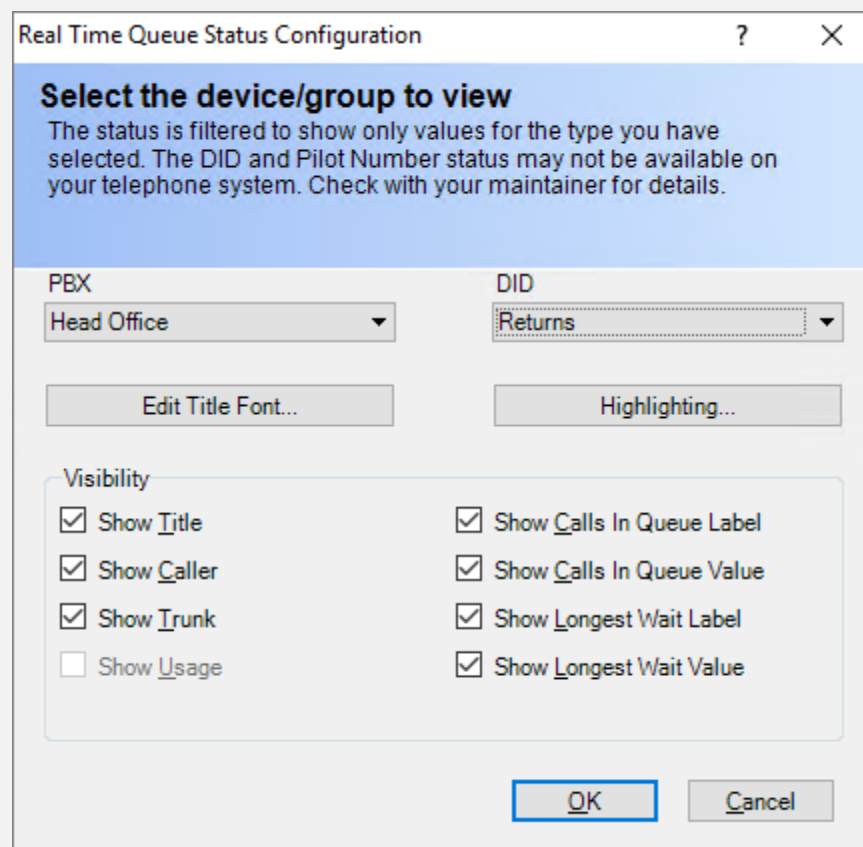 Real Time Queue Status Configuration ?
Select the device/group to view
The status is filtered to show only values for the type you have
selected. The DID and Pilot Number status may not be available on
your telephone system. Check with your maintainer for details.
PBX
DID
Head Office
Returns
Edit Title Font...
Highlighting...
Visibility
Show Title
Show Calls In Queue Label
Show Caller
Show Calls In Queue Value
Show Trunk
Show Longest Wait Label
Show Usage
Show Longest Wait Value
OK
Cancel